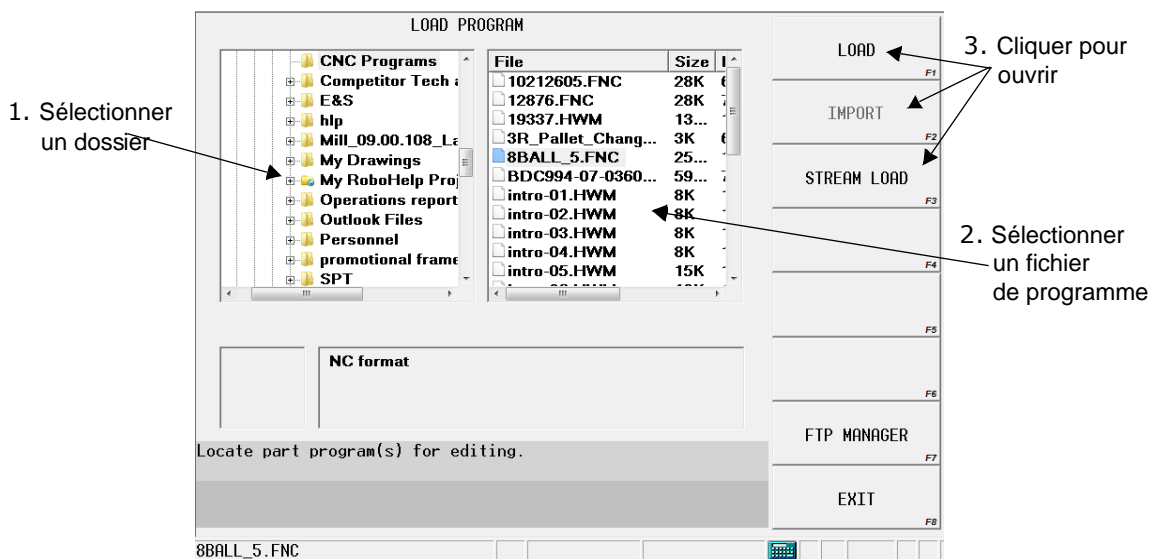 LOAD PROGRAM
1. Sélectionner
un dossier
CNC Programs
Competitor Tech
E&S
hlp
Mill_09.00.108_La
My Drawings
My RoboHelp Proj
Operations report
Outlook Files
Personnel
promotional frame
SPT
File Size
10212605.FNC 28K
12876.FNC 28K
19337.HWM 13...
3R_Pallet_Chang... 3K
8BALL_5.FNC 25...
BDC994-07-0360... 59...
intro-01.HWM 8K
intro-02.HWM 8K
intro-03.HWM 8K
intro-04.HWM 8K
intro-05.HWM 15K
NC format
Locate part program(s) for editing.
8BALL_5.FNC
LOAD
F1
IMPORT
F2
STREAM LOAD
F3
F4
F5
F6
FTP MANAGER
F7
EXIT
F8
3. Cliquer pour
ouvrir
2. Sélectionner
un fichier
de programme